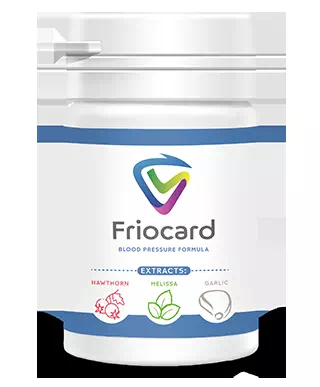 Friocard
BLOOD PRESSURE FORMULA
EXTRACTS:
HAWTHORN
MELISSA
GARLIC